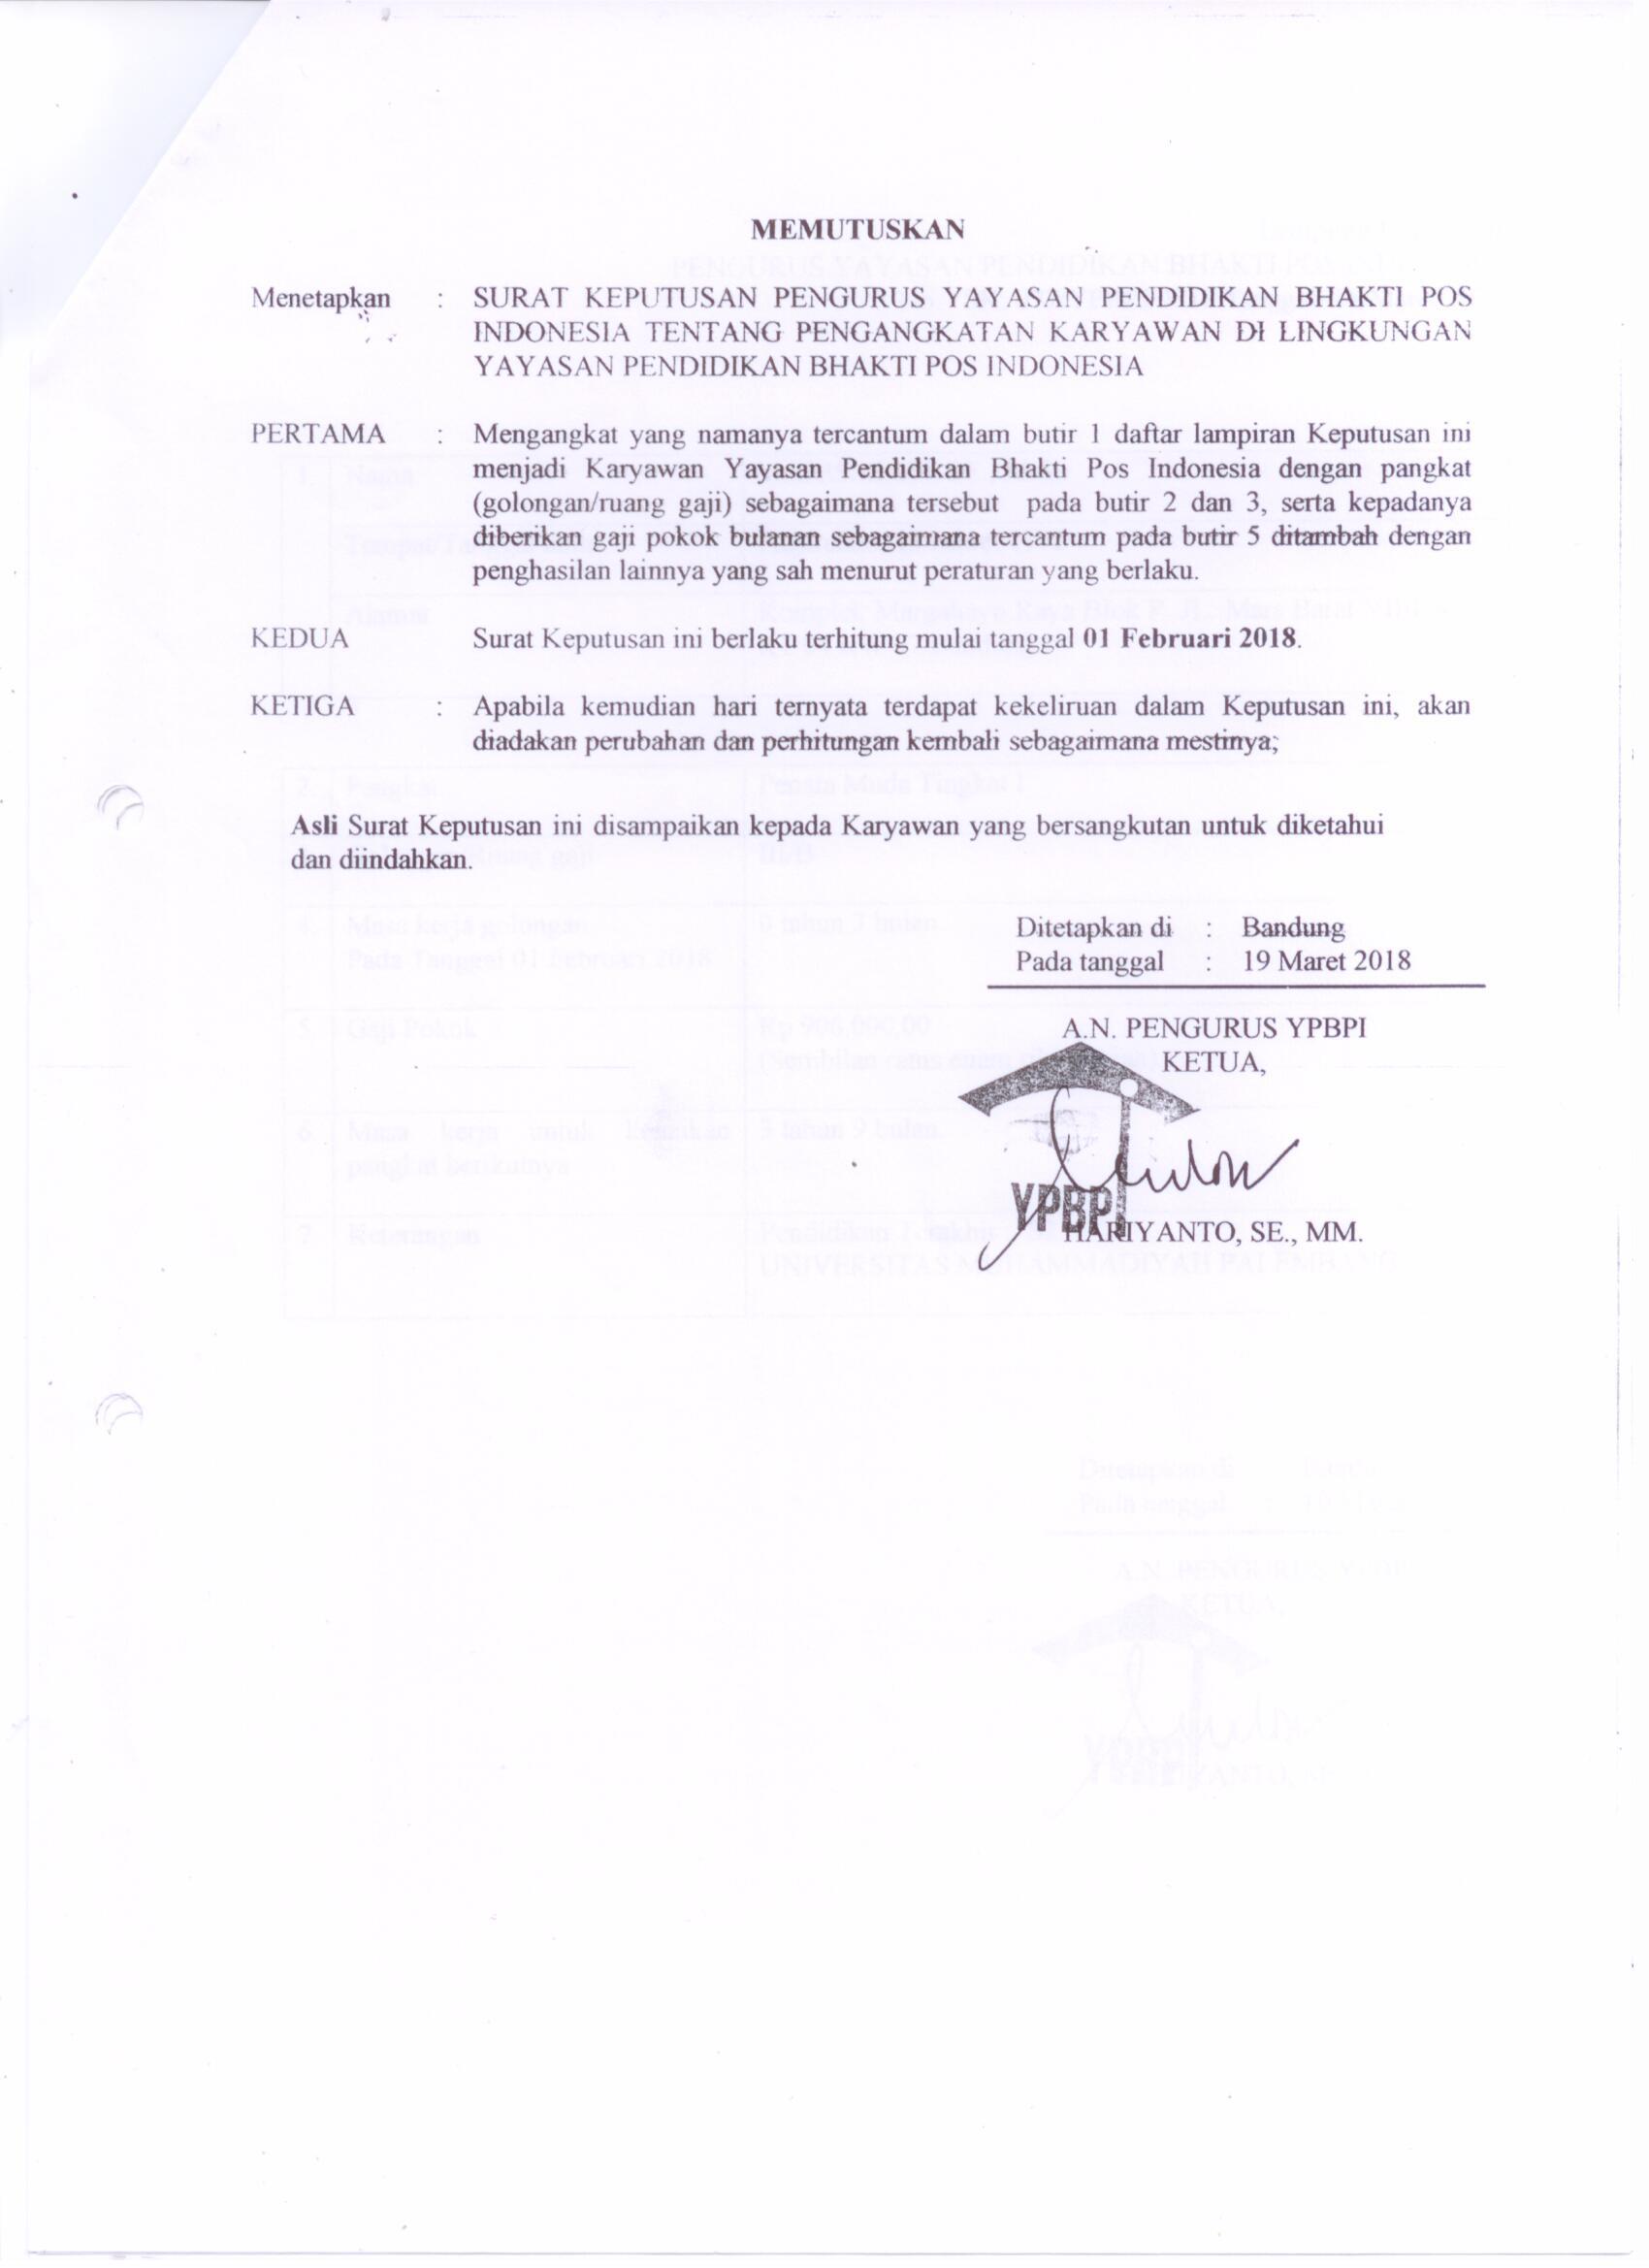 MEMUTUSKAN
Menetapkan : SURAT KEPUTUSAN PENGURUS YAYASAN PENDIDIKAN BHAKTI POS
INDONESIA TENTANG PENGANGKATAN KARYAWAN DI LINGKUNGAN
YAYASAN PENDIDIKAN BHAKTI POS INDONESIA
PERTAMA : Mengangkat yang namanya tercantum dalam butir 1 daftar lampiran Keputusan ini
menjadi Karyawan Yayasan Pendidikan Bhakti Pos Indonesia dengan pangkat
(golongan/ruang gaji) sebagaimana tersebut pada butir 2 dan 3, serta kepadanya
diberikan gaji pokok bulanan sebagaimana tercantum pada butir 5 ditambah dengan
penghasilan lainnya yang sah menurut peraturan yang berlaku.
KEDUA Surat Keputusan ini berlaku terhitung mulai tanggal 01 Februari 2018.
KETIGA : Apabila kemudian hari ternyata terdapat kekeliruan dalam Keputusan ini, akan
diadakan perubahan dan perhitungan kembali sebagaimana mestinya;
Asli Surat Keputusan ini disampaikan kepada Karyawan yang bersangkutan untuk diketahui
dan diindahkan.
Ditetapkan di : Bandung
Pada tanggal : 19 Maret 2018
A.N. PENGURUS YPBPI
KETUA,
YPBPI
HARIYANTO, SE., MM.